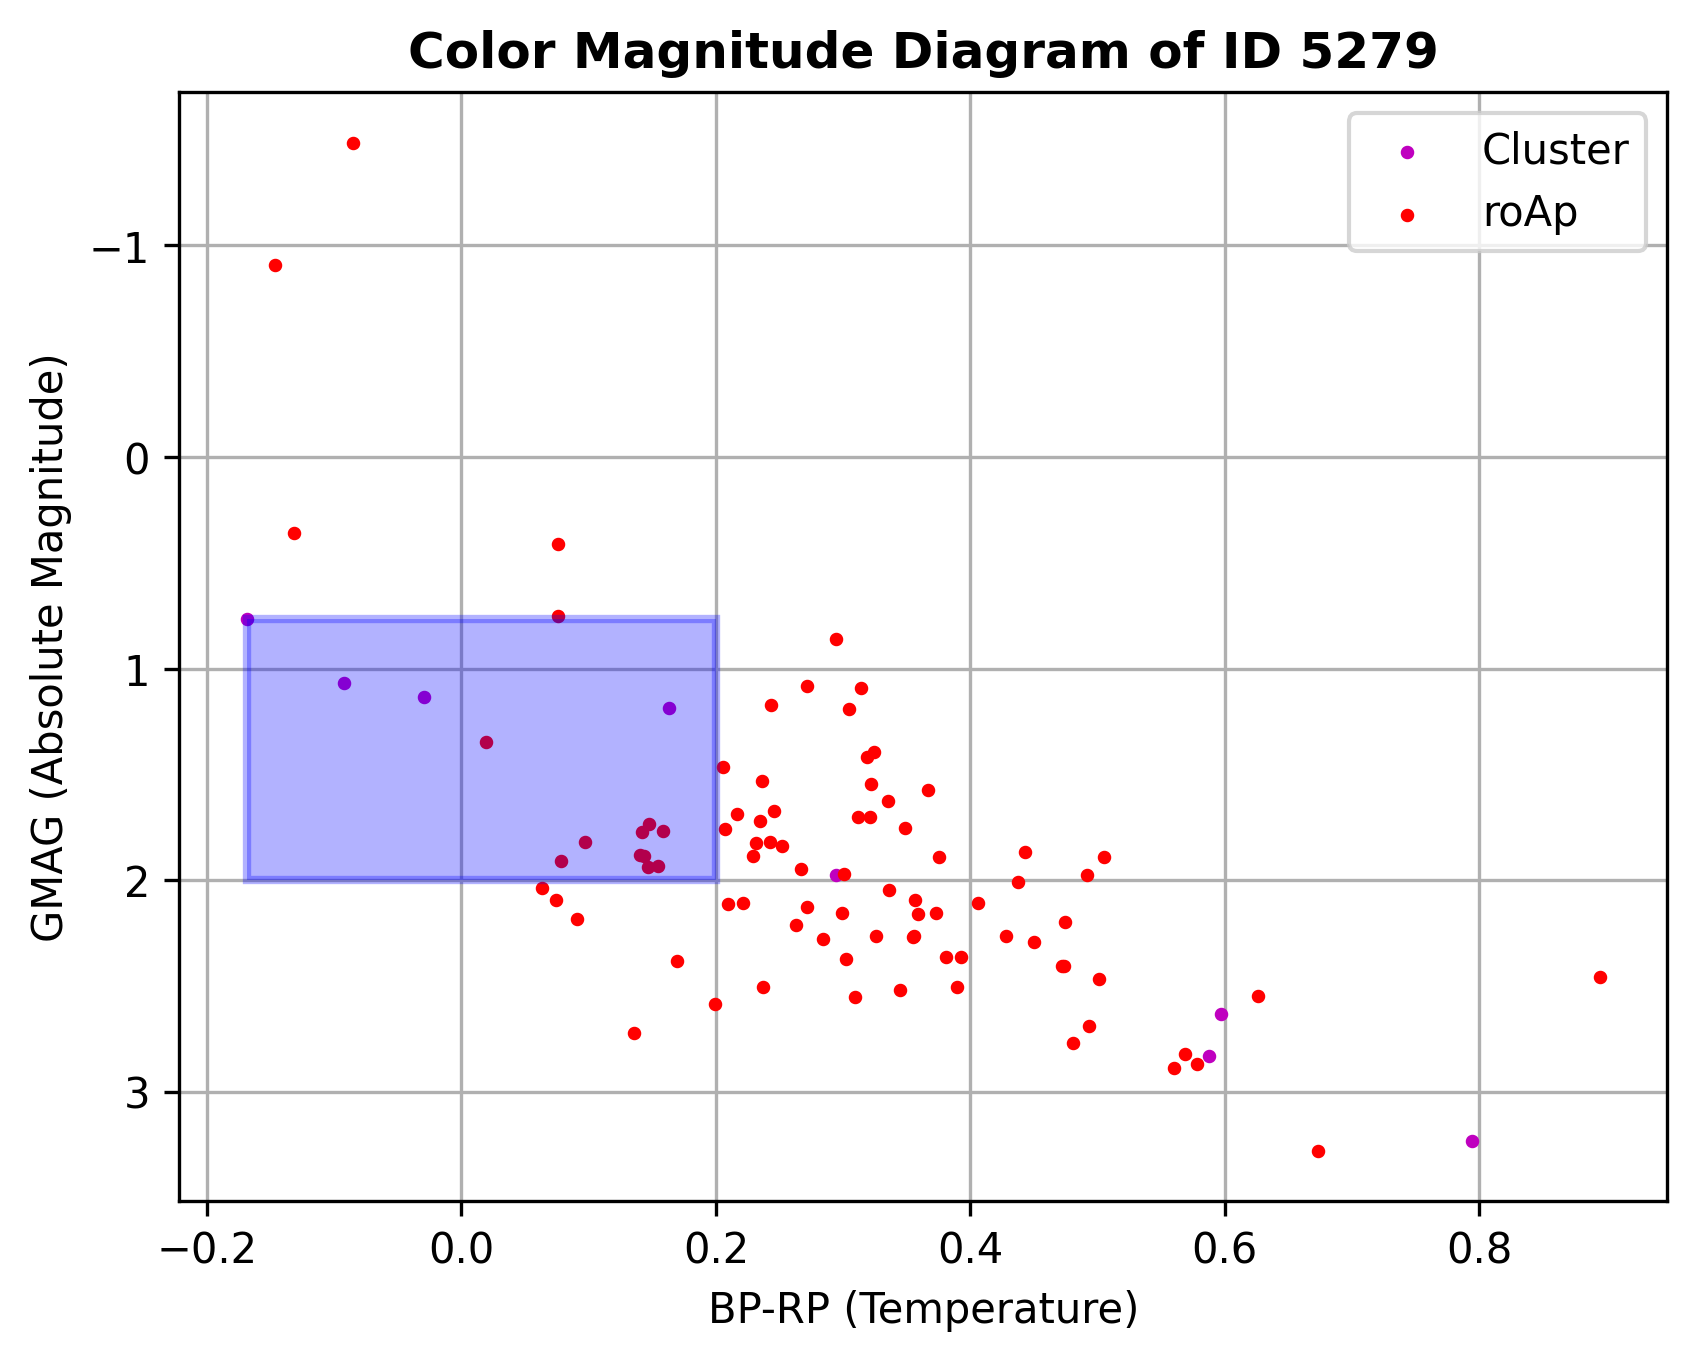 Color Magnitude Diagram of ID 5279
Cluster
roAp
−1
0
1
2
3
GMAG (Absolute Magnitude)
−0.2 0.0 0.2 0.4 0.6 0.8
BP-RP (Temperature)